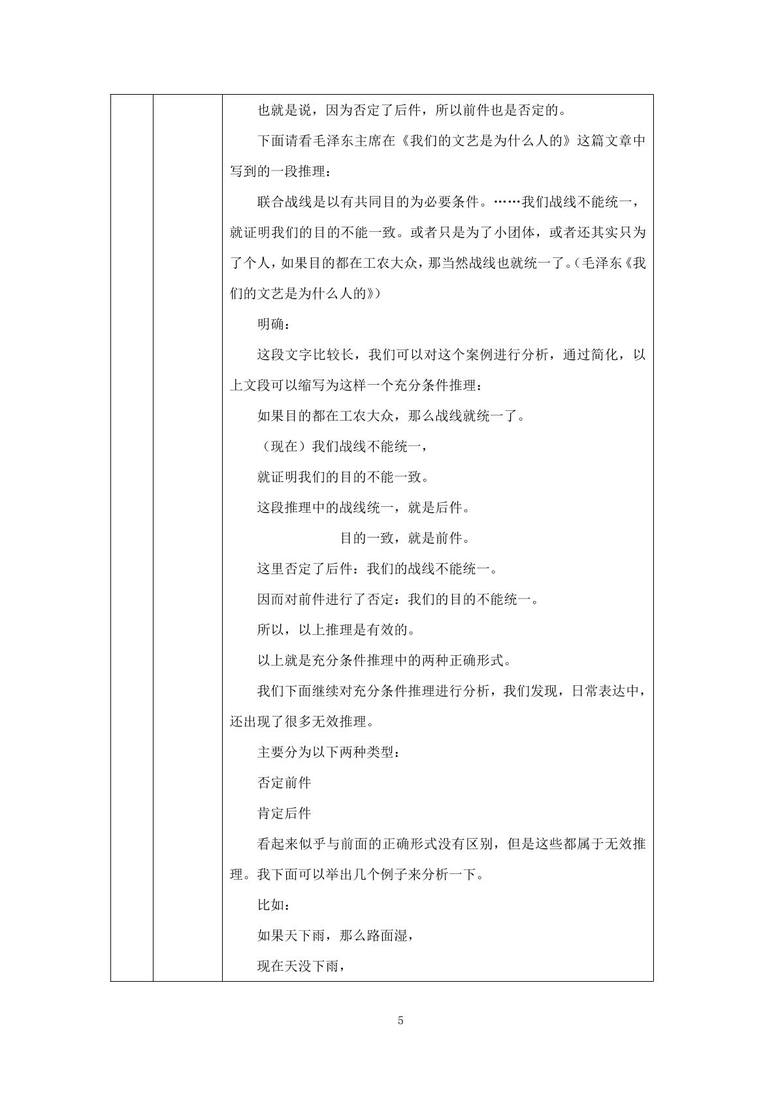 也就是说，因为否定了后件，所以前件也是否定的。
下面请看毛泽东主席在《我们的文艺是为什么人的》这篇文章中
写到的一段推理：
联合战线是以有共同目的为必要条件。……我们战线不能统一，
就证明我们的目的不能一致。或者只是为了小团体，或者还其实只为
了个人，如果目的都在工农大众，那当然战线也就统一了。（毛泽东《我
们的文艺是为什么人的》）
明确：
这段文字比较长，我们可以对这个案例进行分析，通过简化，以
上文段可以缩写为这样一个充分条件推理：
如果目的都在工农大众，那么战线就统一了。
（现在）我们战线不能统一，
就证明我们的目的不能一致。
这段推理中的战线统一，就是后件。
目的一致，就是前件。
这里否定了后件：我们的战线不能统一。
因而对前件进行了否定：我们的目的不能统一。
所以，以上推理是有效的。
以上就是充分条件推理中的两种正确形式。
我们下面继续对充分条件推理进行分析，我们发现，日常表达中，
还出现了很多无效推理。
主要分为以下两种类型：
否定前件
肯定后件
看起来似乎与前面的正确形式没有区别，但是这些都属于无效推
理。我下面可以举出几个例子来分析一下。
比如：
如果天下雨，那么路面湿，
现在天没下雨，
5